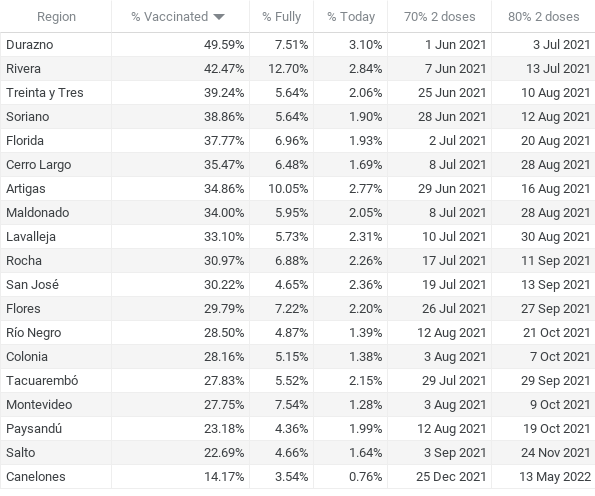 Region % Vaccinated % Fully % Today 70% 2 doses 80% 2 doses
Durazno 49.59% 7.51% 3.10% 1 Jun 2021 3 Jul 2021
Rivera 42.47% 12.70% 2.84% 7 Jun 2021 13 Jul 2021
Treinta y Tres 39.24% 5.64% 2.06% 25 Jun 2021 10 Aug 2021
Soriano 38.86% 5.64% 1.90% 28 Jun 2021 12 Aug 2021
Florida 37.77% 6.96% 1.93% 2 Jul 2021 20 Aug 2021
Cerro Largo 35.47% 6.48% 1.69% 8 Jul 2021 28 Aug 2021
Artigas 34.86% 10.05% 2.77% 29 Jun 2021 16 Aug 2021
Maldonado 34.00% 5.95% 2.05% 8 Jul 2021 28 Aug 2021
Lavalleja 33.10% 5.73% 2.31% 10 Jul 2021 30 Aug 2021
Rocha 30.97% 6.88% 2.26% 17 Jul 2021 11 Sep 2021
San José 30.22% 4.65% 2.36% 19 Jul 2021 13 Sep 2021
Flores 29.79% 7.22% 2.20% 26 Jul 2021 27 Sep 2021
Río Negro 28.50% 4.87% 1.39% 12 Aug 2021 21 Oct 2021
Colonia 28.16% 5.15% 1.38% 3 Aug 2021 7 Oct 2021
Tacuarembó 27.83% 5.52% 2.15% 29 Jul 2021 29 Sep 2021
Montevideo 27.75% 7.54% 1.28% 3 Aug 2021 9 Oct 2021
Paysandú 23.18% 4.36% 1.99% 12 Aug 2021 19 Oct 2021
Salto 22.69% 4.66% 1.64% 3 Sep 2021 24 Nov 2021
Canelones 14.17% 3.54% 0.76% 25 Dec 2021 13 May 2022